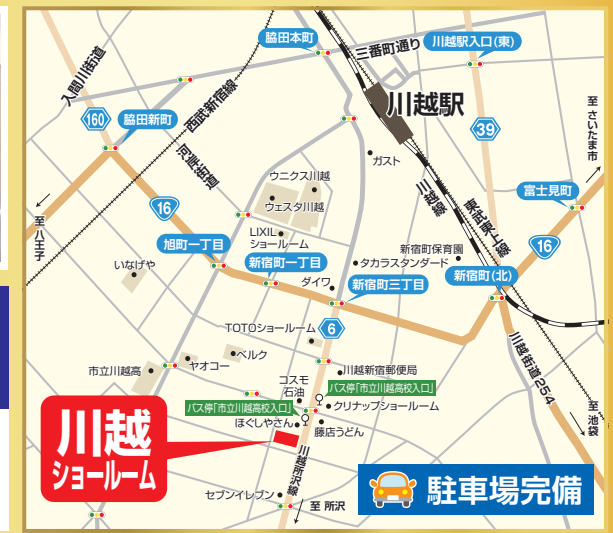 脇田本町
三番町通り
川越駅入口(東)
入間川街道
西武新宿線
川越駅
160
脇田新町
39
至 さいたま市
河岸街道
ガスト
ウニクス川越
川越線
富士見町
16
ウェスタ川越
東武東上線
至 八王子
LIXIL
ショールーム
新宿町保育園
16
旭町一丁目
新宿町一丁目
タカラスタンダード
いなげや
ダイワ
新宿町三丁目
新宿町(北)
TOTOショールーム
6
ベルク
ヤオコー
川越街道254
市立川越高
川越新宿郵便局
コスモ
石油
バス停「市立川越高校入口」
至 池袋
バス停「市立川越高校入口」
クリナップショールーム
ほぐしやさん
藤店うどん
川越
ショールーム
川越所沢線
セブンイレブン
至 所沢
駐車場完備